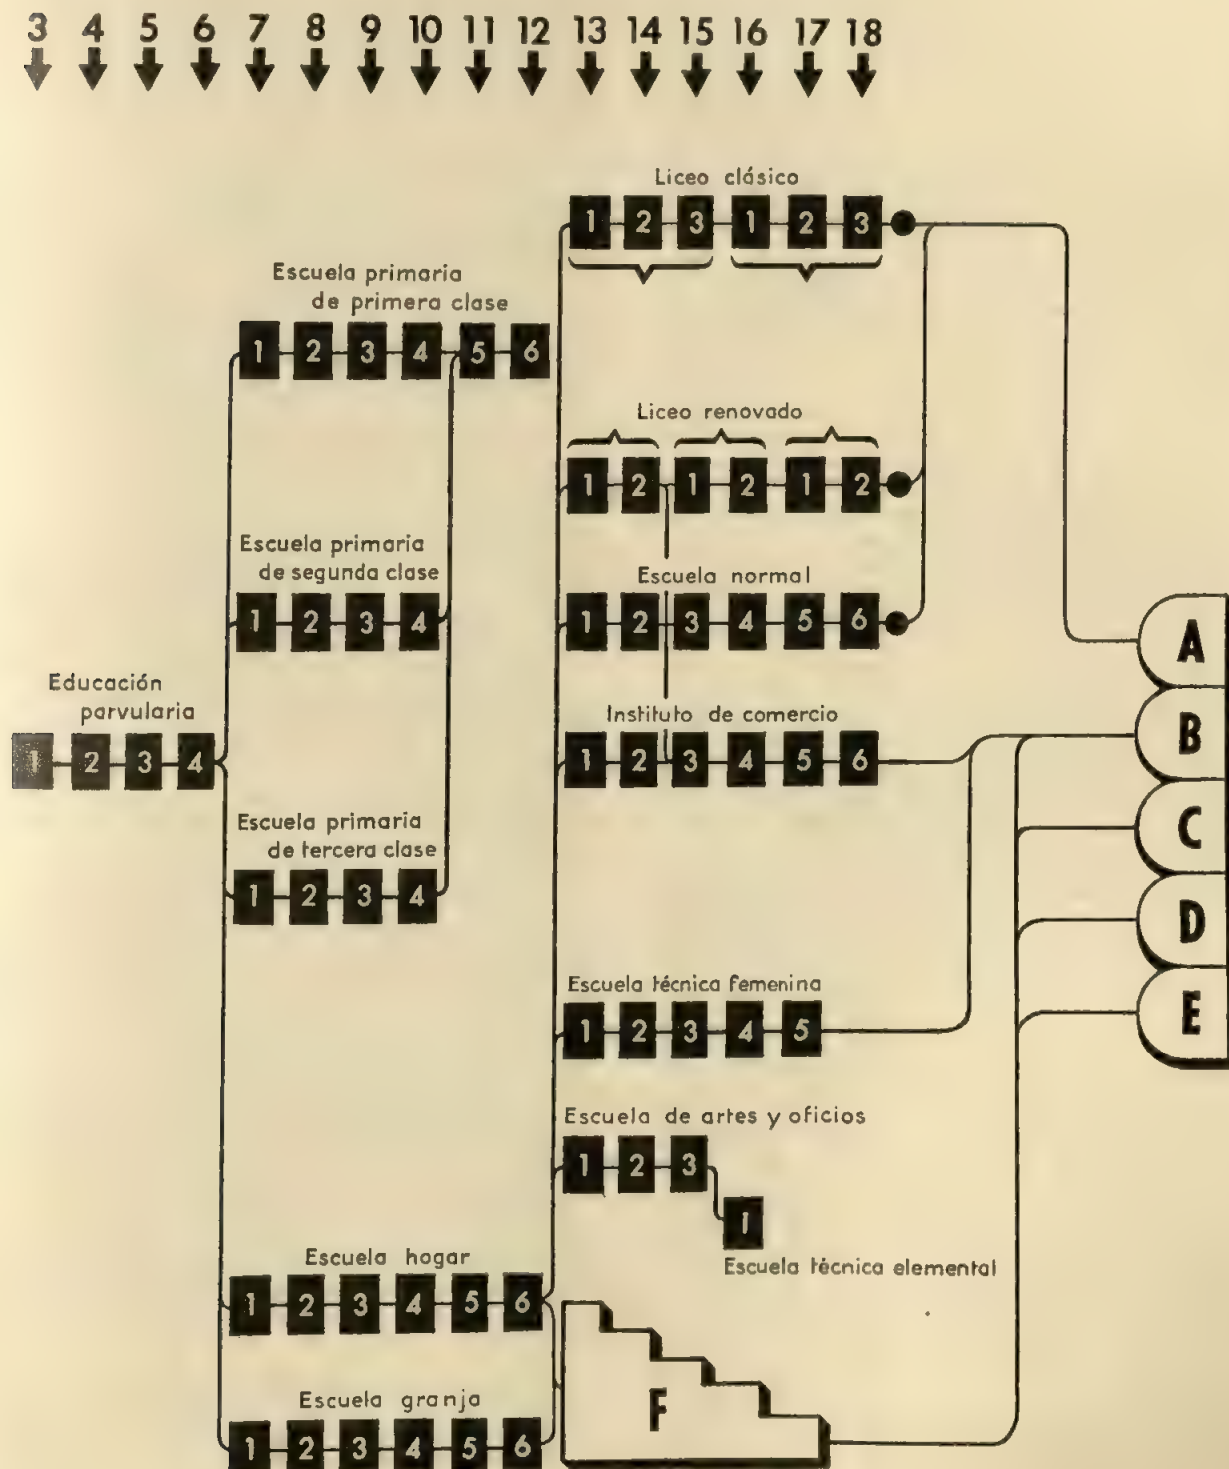 3 4 5 6 7 8 9 10 11 12 13 14 15 16 17 18
Liceo clásico
1 2 3 1 2 3
Escuela primaria
de primera clase
1 2 3 4 5 6
Liceo renovado
1 2 1 2 1 2
Escuela primaria
de segunda clase
1 2 3 4
Escuela normal
1 2 3 4 5 6
Educación
parvularia
1 2 3 4
Instituto de comercio
1 2 3 4 5 6
Escuela primaria
de tercera clase
1 2 3 4
A
B
C
D
E
Escuela técnica femenina
1 2 3 4 5
Escuela de artes y oficios
1 2 3
1
Escuela técnica elemental
Escuela hogar
1 2 3 4 5 6
Escuela granja
1 2 3 4 5 6
F